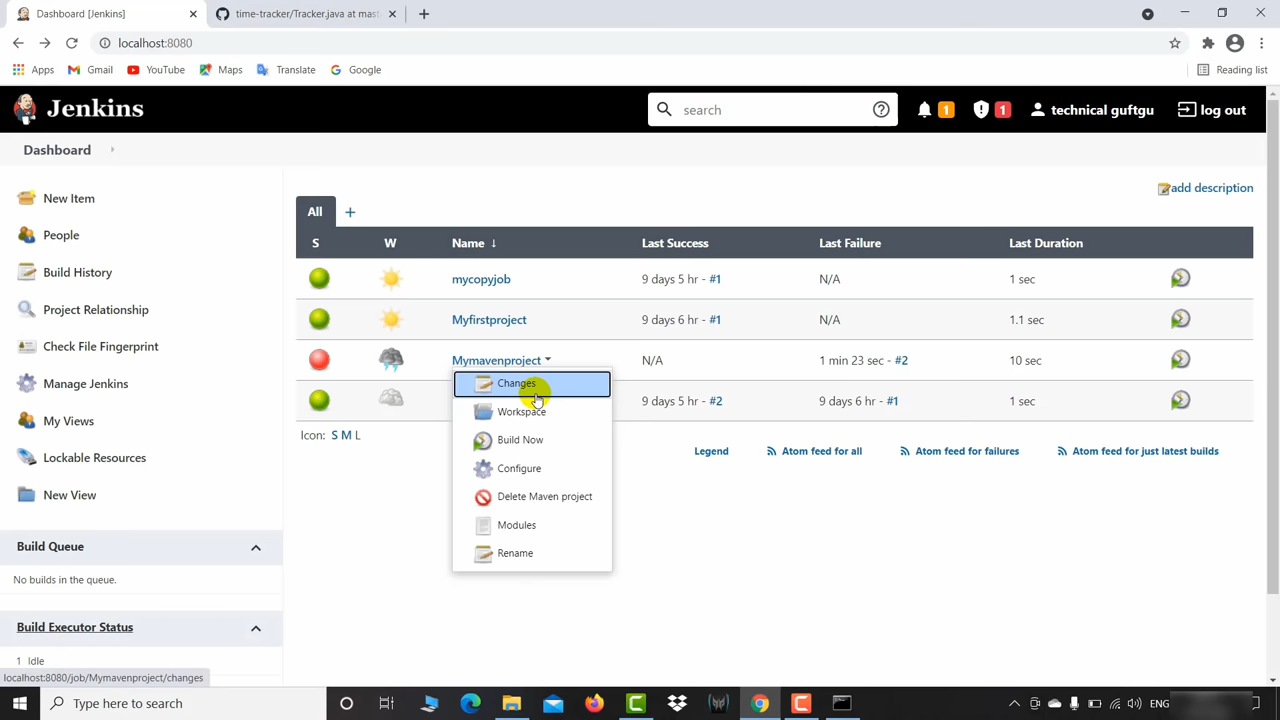 Dashboard [Jenkins]
time-tracker/Tracker.java at mas
localhost:8080
Apps Gmail YouTube Maps Translate Google Reading list
Jenkins search 1 1 technical guftgu log out
Dashboard
New Item
People
Build History
Project Relationship
Check File Fingerprint
Manage Jenkins
My Views
Lockable Resources
New View
Build Queue
No builds in the queue.
Build Executor Status
1 Idle
localhost:8080/job/Mymavenproject/changes
add description
All +
S W Name ↓ Last Success Last Failure Last Duration
mycopyjob 9 days 5 hr - #1 N/A 1 sec
Myfirstproject 9 days 6 hr - #1 N/A 1.1 sec
Mymavenproject N/A 1 min 23 sec - #2 10 sec
9 days 5 hr - #2 9 days 6 hr - #1 1 sec
Changes
Workspace
Build Now
Configure
Delete Maven project
Modules
Rename
Icon: S M L
Legend Atom feed for all Atom feed for failures Atom feed for just latest builds
Type here to search
ENG